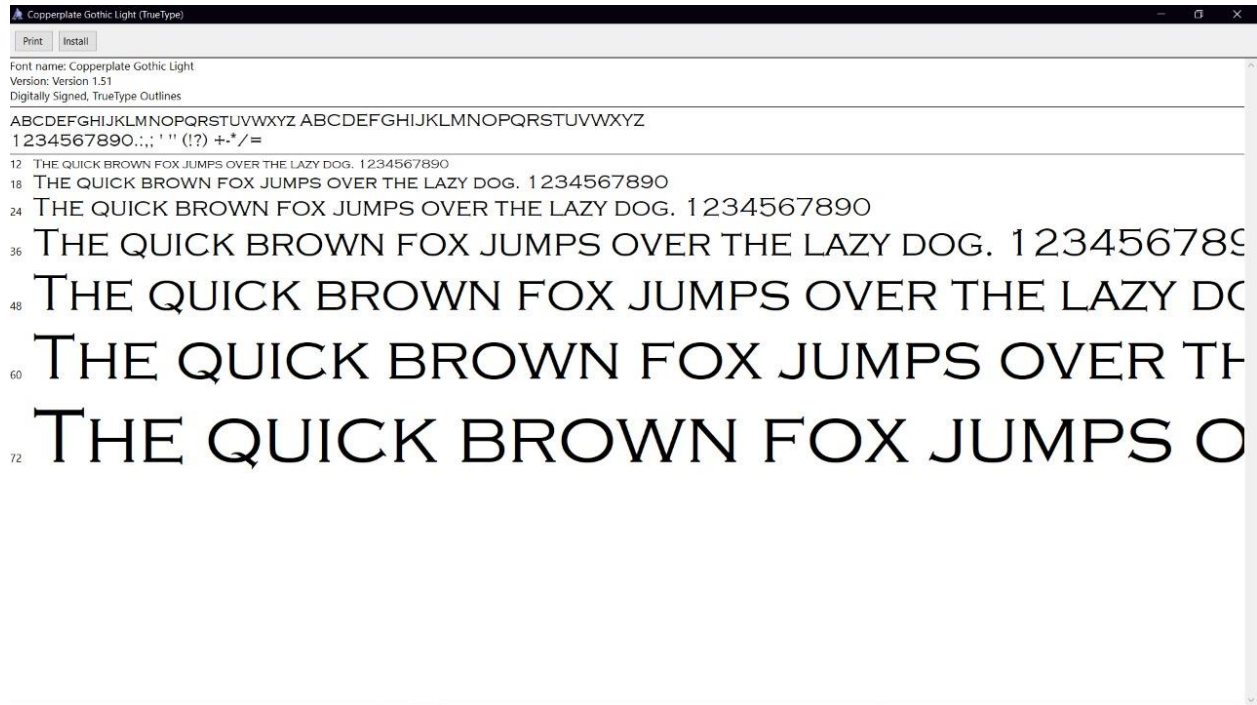 Copperplate Gothic Light (TrueType)
Print Install
Font name: Copperplate Gothic Light
Version: Version 1.51
Digitally Signed, TrueType Outlines
abcdefghijklmnopqrstuvwxyz ABCDEFGHIJKLMNOPQRSTUVWXYZ
1234567890.:,; ' " (!?) +-*/=
12 The quick brown fox jumps over the lazy dog. 1234567890
18 The quick brown fox jumps over the lazy dog. 1234567890
24 The quick brown fox jumps over the lazy dog. 1234567890
36 The quick brown fox jumps over the lazy dog. 123456789
48 The quick brown fox jumps over the lazy do
60 The quick brown fox jumps over th
72 The quick brown fox jumps o